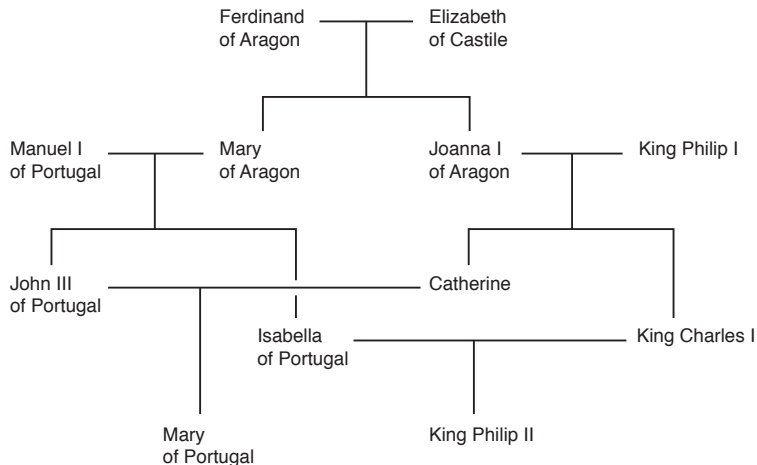 Ferdinand
of Aragon
Elizabeth
of Castile
Manuel I
of Portugal
Mary
of Aragon
Joanna I
of Aragon
King Philip I
John III
of Portugal
Catherine
Isabella
of Portugal
King Charles I
Mary
of Portugal
King Philip II